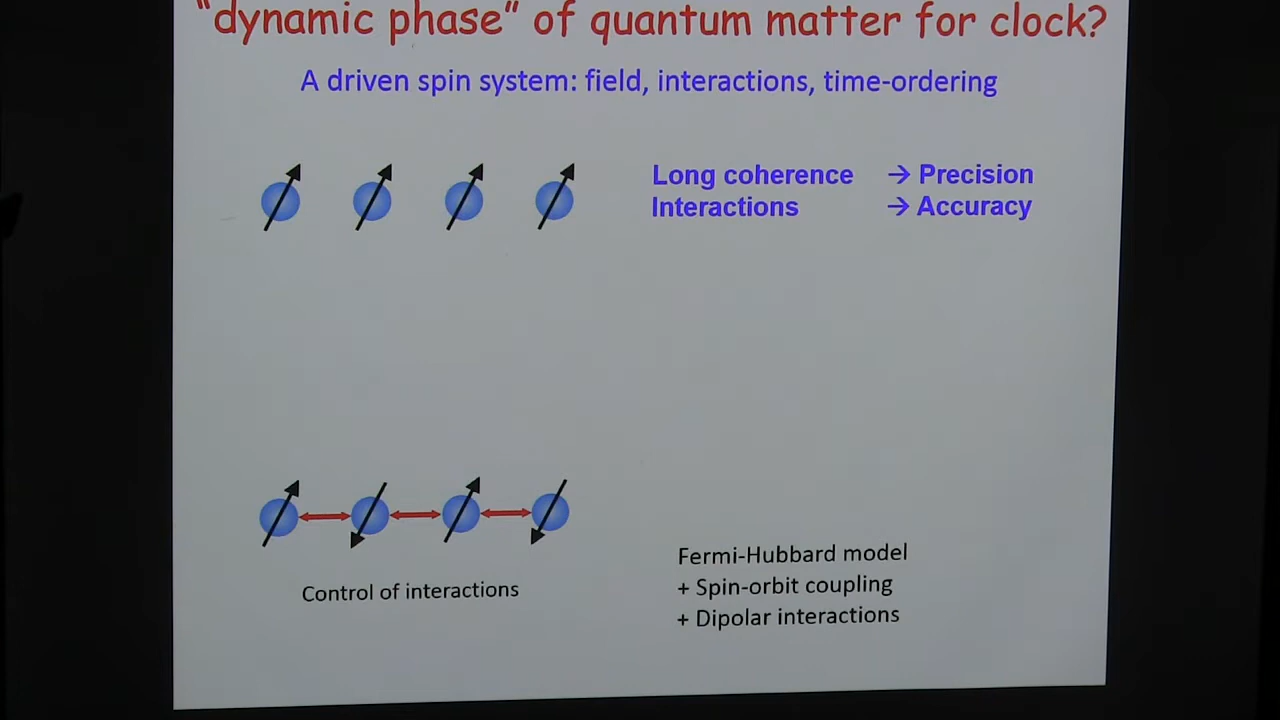 “dynamic phase” of quantum matter for clock?
A driven spin system: field, interactions, time-ordering
Long coherence → Precision
Interactions → Accuracy
Control of interactions
Fermi-Hubbard model
+ Spin-orbit coupling
+ Dipolar interactions